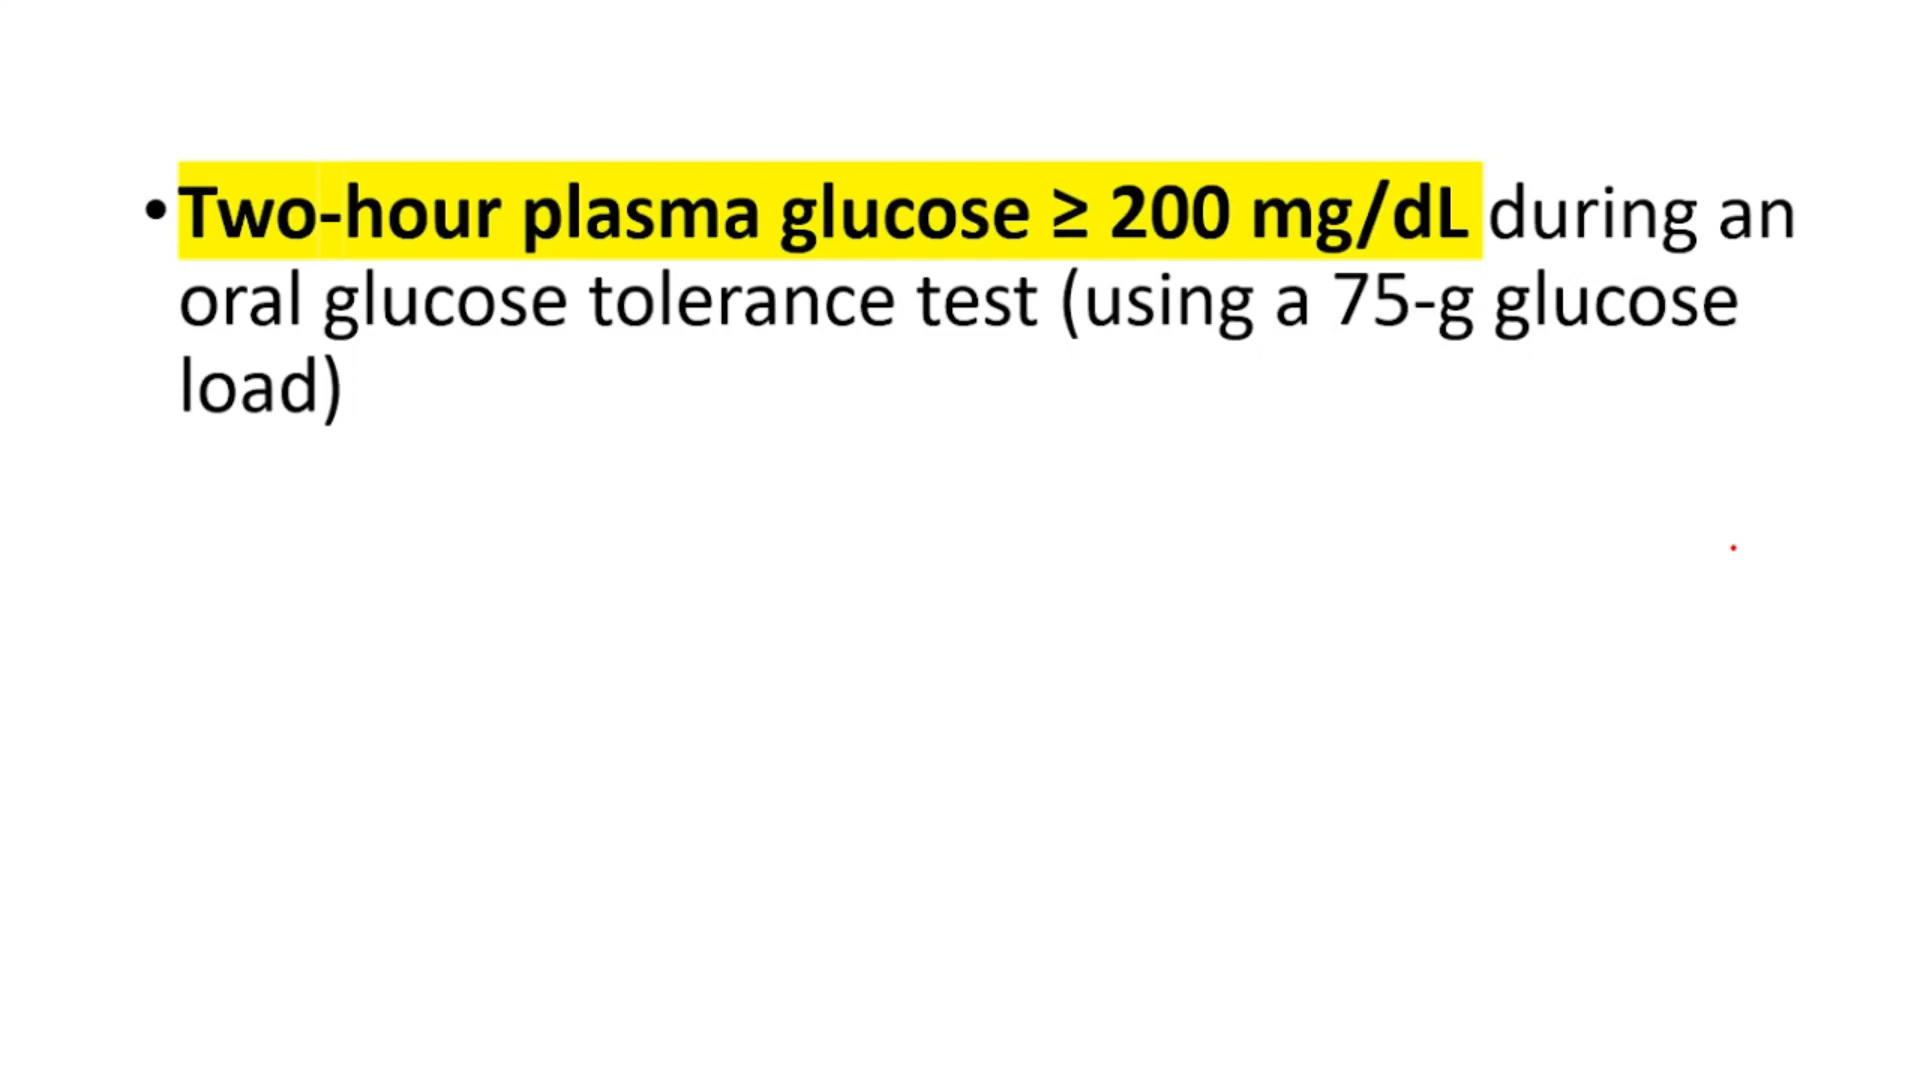 • Two-hour plasma glucose ≥ 200 mg/dL during an
oral glucose tolerance test (using a 75-g glucose
load)